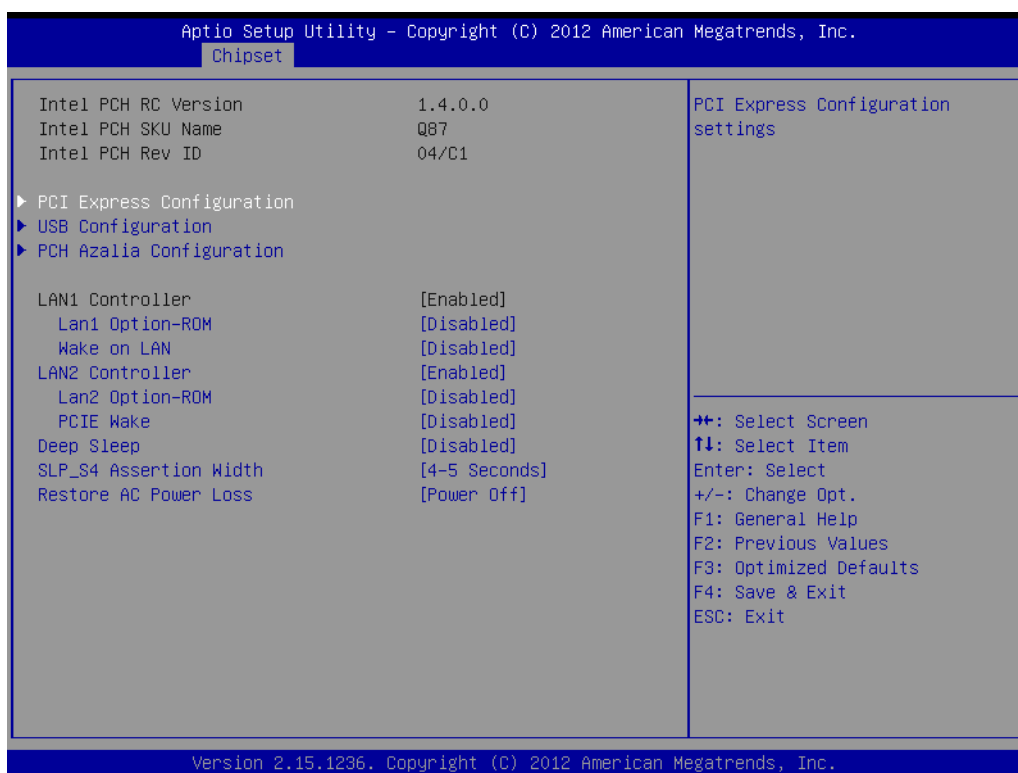 Aptio Setup Utility – Copyright (C) 2012 American Megatrends, Inc.
Chipset
Intel PCH RC Version 1.4.0.0
Intel PCH SKU Name Q87
Intel PCH Rev ID 04/C1
▶ PCI Express Configuration
▶ USB Configuration
▶ PCH Azalia Configuration
LAN1 Controller [Enabled]
Lan1 Option-ROM [Disabled]
Wake on LAN [Disabled]
LAN2 Controller [Enabled]
Lan2 Option-ROM [Disabled]
PCIE Wake [Disabled]
Deep Sleep [Disabled]
SLP_S4 Assertion Width [4-5 Seconds]
Restore AC Power Loss [Power Off]
PCI Express Configuration
settings
→←: Select Screen
↑↓: Select Item
Enter: Select
+/-: Change Opt.
F1: General Help
F2: Previous Values
F3: Optimized Defaults
F4: Save & Exit
ESC: Exit
Version 2.15.1236. Copyright (C) 2012 American Megatrends, Inc.